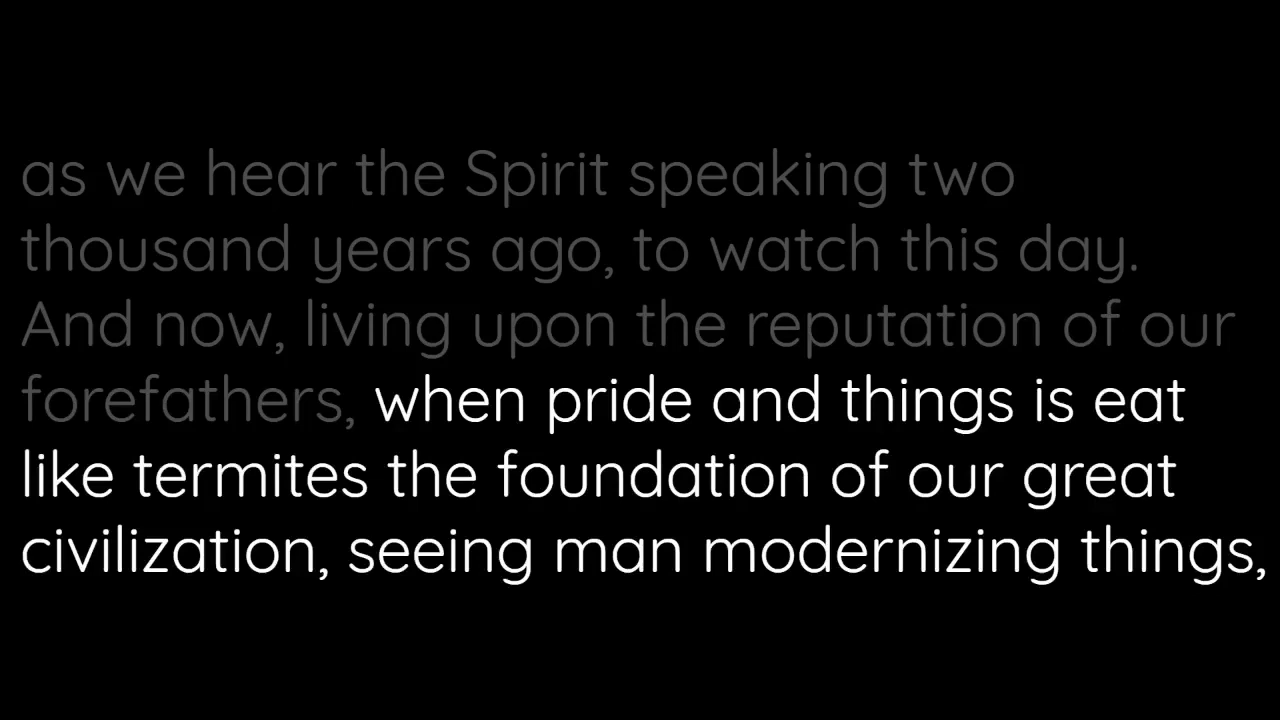 as we hear the Spirit speaking two
thousand years ago, to watch this day.
And now, living upon the reputation of our
forefathers, when pride and things is eat
like termites the foundation of our great
civilization, seeing man modernizing things,